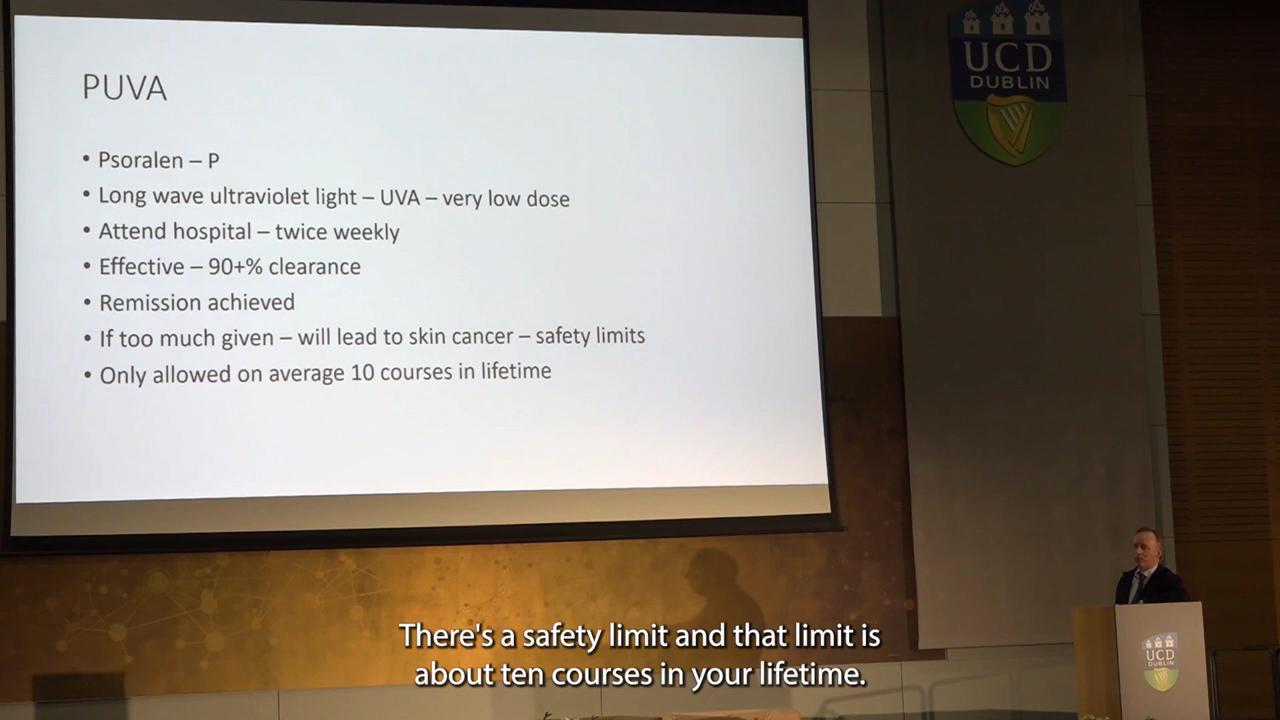 PUVA
• Psoralen – P
• Long wave ultraviolet light – UVA – very low dose
• Attend hospital – twice weekly
• Effective – 90+% clearance
• Remission achieved
• If too much given – will lead to skin cancer – safety limits
• Only allowed on average 10 courses in lifetime
UCD
DUBLIN
UCD
DUBLIN
There's a safety limit and that limit is
about ten courses in your lifetime.